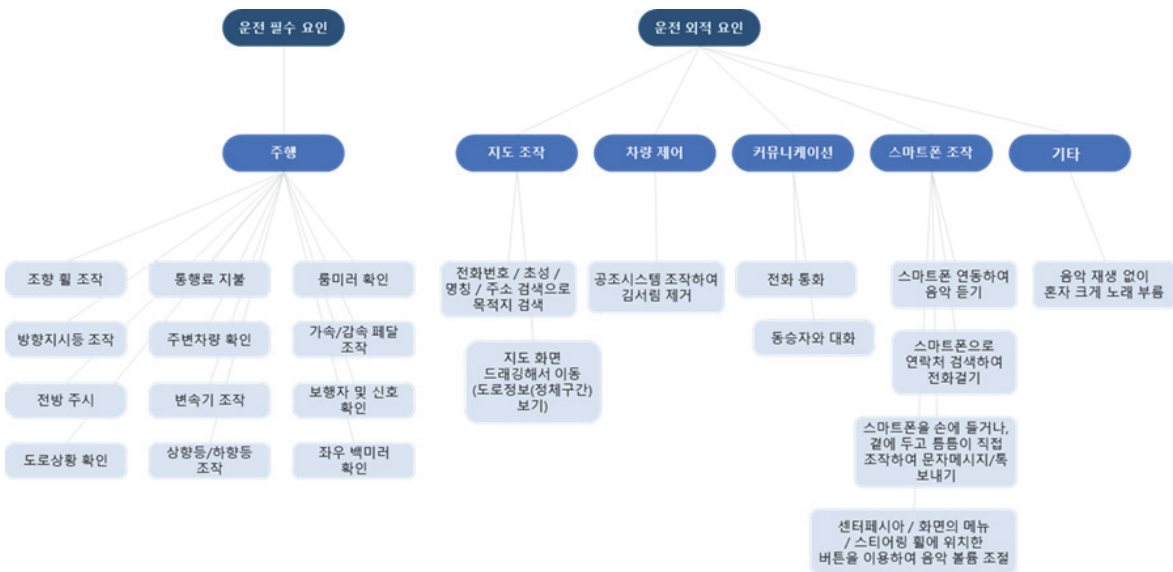 운전 필수 요인
운전 외적 요인
주행
지도 조작
차량 제어
커뮤니케이션
스마트폰 조작
기타
조향 휠 조작
통행료 지불
룸미러 확인
방향지시등 조작
주변차량 확인
가속/감속 페달
조작
전방 주시
변속기 조작
보행자 및 신호
확인
도로상황 확인
상향등/하향등
조작
좌우 백미러
확인
전화번호 / 초성 /
명칭 / 주소 검색으로
목적지 검색
지도 화면
드래깅해서 이동
(도로정보(정체구간)
보기)
공조시스템 조작하여
김서림 제거
전화 통화
동승자와 대화
스마트폰 연동하여
음악 듣기
스마트폰으로
연락처 검색하여
전화걸기
스마트폰을 손에 들거나,
곁에 두고 틈틈이 직접
조작하여 문자메시지/톡
보내기
센터페시아 / 화면의 메뉴
/ 스티어링 휠에 위치한
버튼을 이용하여 음악 볼륨 조절
음악 재생 없이
혼자 크게 노래 부름